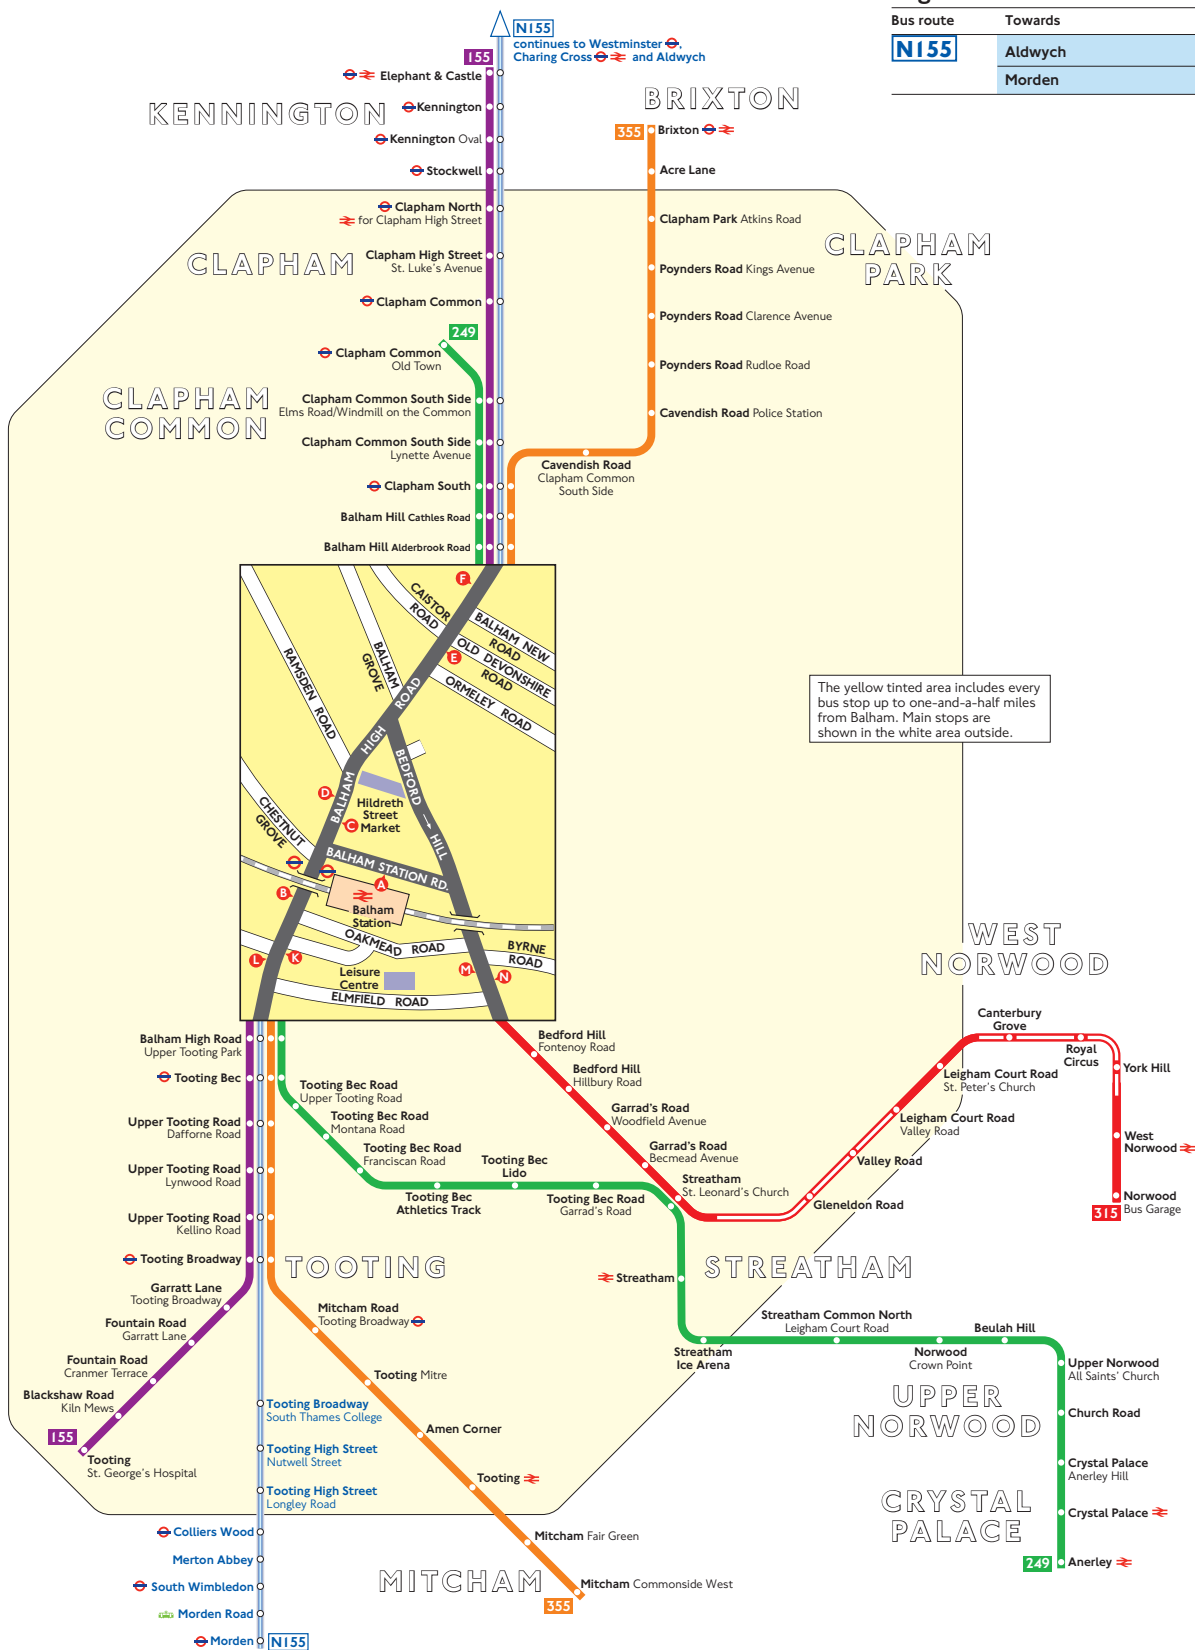 Bus route Towards
N155 Aldwych
Morden
N155
continues to Westminster,
Charing Cross and Aldwych
155
Elephant & Castle
Kennington
Kennington Oval
Stockwell
Clapham North
for Clapham High Street
Clapham High Street
St. Luke's Avenue
Clapham Common
249
Clapham Common
Old Town
Clapham Common South Side
Elms Road/Windmill on the Common
Clapham Common South Side
Lynette Avenue
Clapham South
Balham Hill Cathles Road
Balham Hill Alderbrook Road
KENNINGTON
CLAPHAM
CLAPHAM
COMMON
BRIXTON
355
Brixton
Acre Lane
Clapham Park Atkins Road
Poynders Road Kings Avenue
Poynders Road Clarence Avenue
Poynders Road Rudloe Road
Cavendish Road Police Station
Cavendish Road
Clapham Common
South Side
CLAPHAM
PARK
The yellow tinted area includes every
bus stop up to one-and-a-half miles
from Balham. Main stops are
shown in the white area outside.
F
CAISTOR
ROAD
BALHAM NEW
ROAD
E
OLD DEVONSHIRE
ROAD
ORMELEY ROAD
BALHAM
GROVE
RAMSDEN ROAD
BALHAM HIGH ROAD
BEDFORD HILL
D
Hildreth
Street
Market
C
CHESTNUT
GROVE
BALHAM STATION RD.
A
B
Balham
Station
OAKMEAD ROAD
BYRNE
ROAD
L
K
M
N
Leisure
Centre
ELMFIELD ROAD
Balham High Road
Upper Tooting Park
Tooting Bec
Upper Tooting Road
Dafforne Road
Upper Tooting Road
Lynwood Road
Upper Tooting Road
Kellino Road
Tooting Broadway
Garratt Lane
Tooting Broadway
Fountain Road
Garratt Lane
Fountain Road
Cranmer Terrace
Blackshaw Road
Kiln Mews
155
Tooting
St. George's Hospital
TOOTING
Tooting Broadway
South Thames College
Tooting High Street
Nutwell Street
Tooting High Street
Longley Road
Colliers Wood
Merton Abbey
South Wimbledon
Morden Road
Morden
N155
Mitcham Road
Tooting Broadway
Tooting Mitre
Amen Corner
Tooting
Mitcham Fair Green
Mitcham Commonside West
355
MITCHAM
Tooting Bec Road
Upper Tooting Road
Tooting Bec Road
Montana Road
Tooting Bec Road
Franciscan Road
Tooting Bec
Athletics Track
Tooting Bec
Lido
Tooting Bec Road
Garrad's Road
Streatham
Streatham
Ice Arena
Streatham Common North
Leigham Court Road
Norwood
Crown Point
Beulah Hill
Upper Norwood
All Saints' Church
Church Road
Crystal Palace
Anerley Hill
Crystal Palace
249
Anerley
STREATHAM
UPPER
NORWOOD
CRYSTAL
PALACE
Bedford Hill
Fontenoy Road
Bedford Hill
Hillbury Road
Garrad's Road
Woodfield Avenue
Garrad's Road
Becmead Avenue
Streatham
St. Leonard's Church
Gleneldon Road
Valley Road
Leigham Court Road
Valley Road
Leigham Court Road
St. Peter's Church
Canterbury
Grove
Royal
Circus
York Hill
West
Norwood
Norwood
Bus Garage
315
WEST
NORWOOD